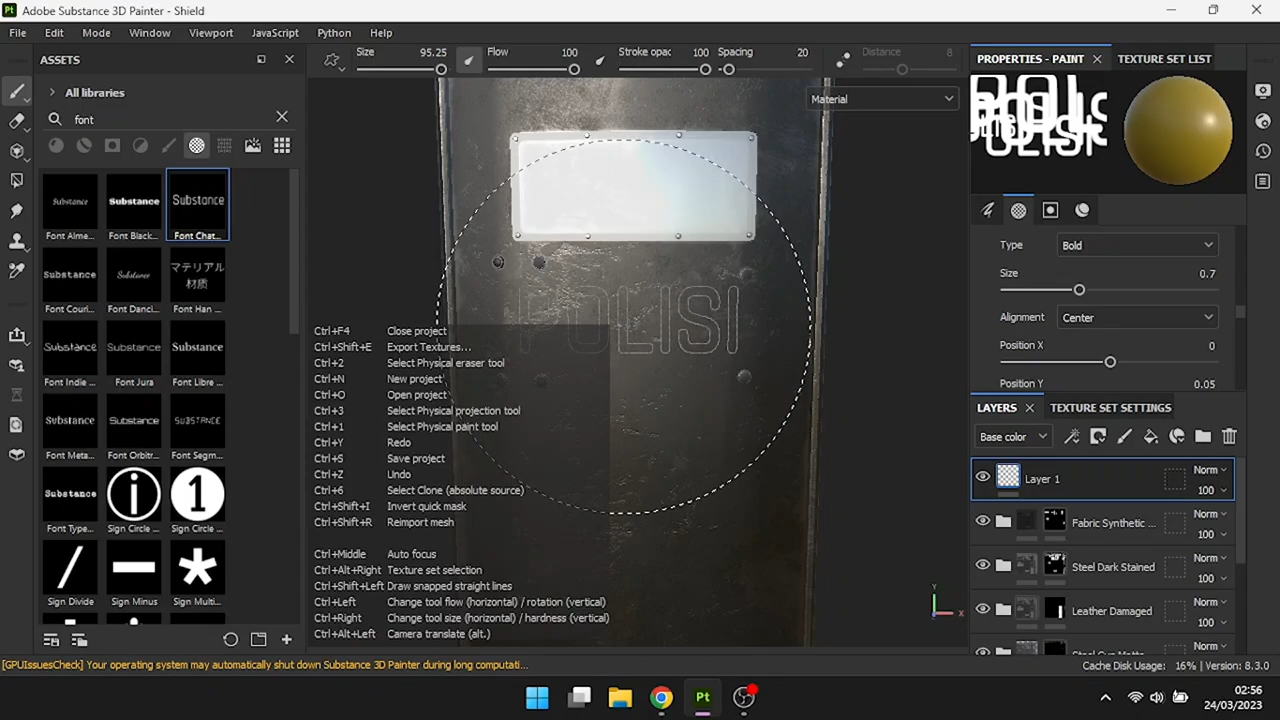 Adobe Substance 3D Painter - Shield
File Edit Mode Window Viewport JavaScript Python Help
ASSETS
Size 95.25 Flow 100 Stroke opac 100 Spacing 20 Distance 8
PROPERTIES - PAINT TEXTURE SET LIST
All libraries
font
Material
POLISI
Substance Substance Substance
Font Alme... Font Black... Font Chat...
Substance Substance マテリアル
材质
Font Couri... Font Danci... Font Han ...
Substance Substance Substance
Font Indie ... Font Jura Font Libre ...
Substance Substance SUBSTANCE
Font Meta... Font Orbitr... Font Segm...
Substance i 1
Font Type... Sign Circle ... Sign Circle ...
Sign Divide Sign Minus Sign Multi...
POLISI
Ctrl+F4 Close project
Ctrl+Shift+E Export Textures...
Ctrl+2 Select Physical eraser tool
Ctrl+N New project
Ctrl+O Open project
Ctrl+3 Select Physical projection tool
Ctrl+1 Select Physical paint tool
Ctrl+Y Redo
Ctrl+S Save project
Ctrl+Z Undo
Ctrl+6 Select Clone (absolute source)
Ctrl+Shift+I Invert quick mask
Ctrl+Shift+R Reimport mesh
Ctrl+Middle Auto focus
Ctrl+Alt+Right Texture set selection
Ctrl+Shift+Left Draw snapped straight lines
Ctrl+Left Change tool flow (horizontal) / rotation (vertical)
Ctrl+Right Change tool size (horizontal) / hardness (vertical)
Ctrl+Alt+Left Camera translate (alt.)
Y
X
Type Bold
Size 0.7
Alignment Center
Position X 0
Position Y 0.05
LAYERS TEXTURE SET SETTINGS
Base color
Layer 1 Norm 100
Fabric Synthetic ... Norm 100
Steel Dark Stained Norm 100
Leather Damaged Norm 100
Steel Gun Matte Norm
[GPUIssuesCheck] Your operating system may automatically shut down Substance 3D Painter during long computati...
Cache Disk Usage: 16% | Version: 8.3.0
02:56
24/03/2023